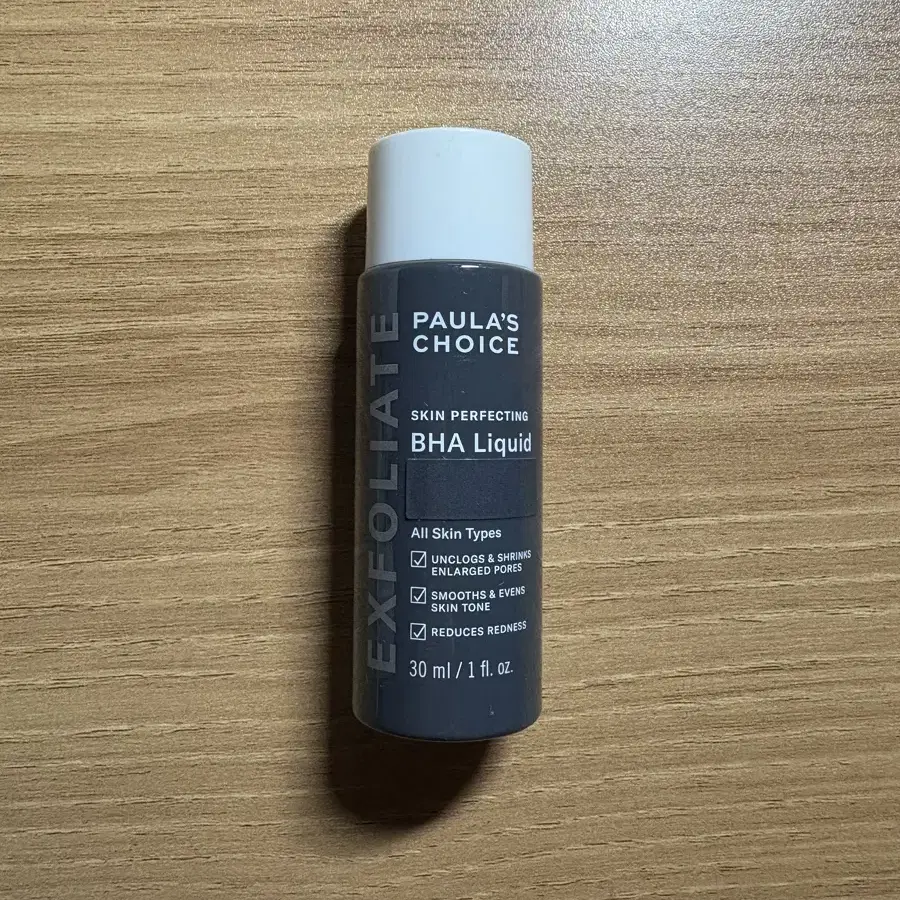 EXFOLIATE
PAULA'S
CHOICE
SKIN PERFECTING
BHA Liquid
All Skin Types
UNCLOGS & SHRINKS
ENLARGED PORES
SMOOTHS & EVENS
SKIN TONE
REDUCES REDNESS
30 ml / 1 fl. oz.